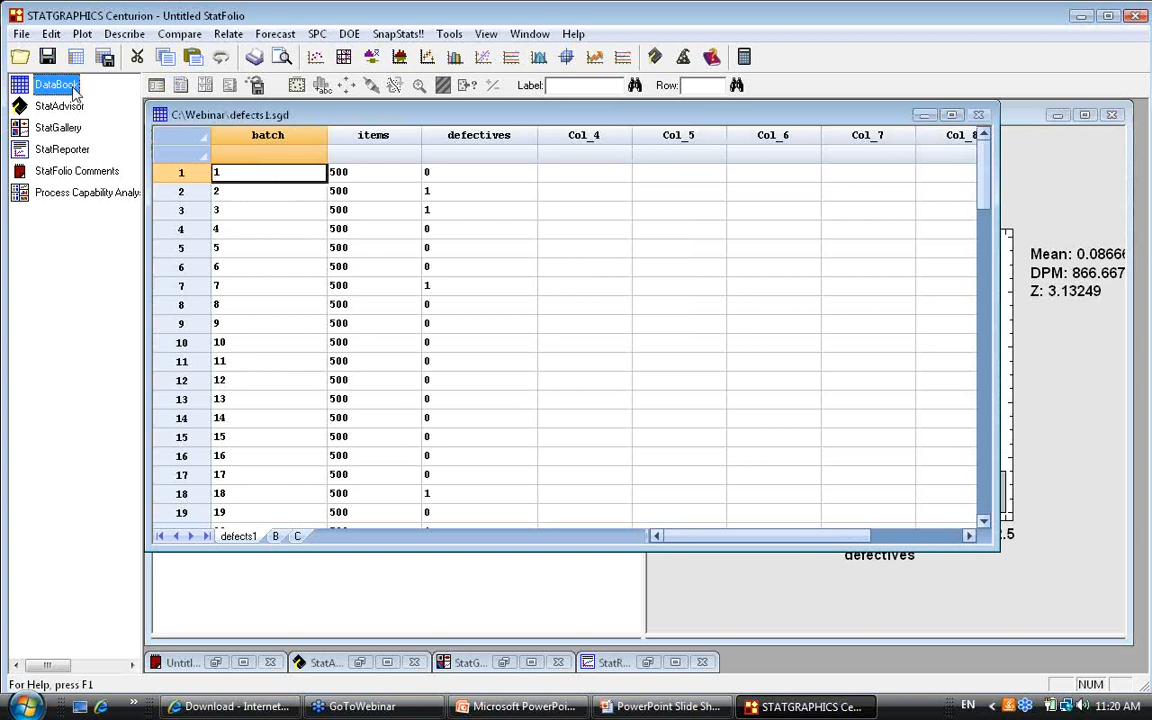 STATGRAPHICS Centurion - Untitled StatFolio
File Edit Plot Describe Compare Relate Forecast SPC DOE SnapStats!! Tools View Window Help
Label: Row:
DataBook
StatAdvisor
StatGallery
StatReporter
StatFolio Comments
Process Capability Analy
C:\Webinar\defects1.sgd
batch items defectives Col_4 Col_5 Col_6 Col_7 Col_8
1 1 500 0
2 2 500 1
3 3 500 1
4 4 500 0
5 5 500 0
6 6 500 0
7 7 500 1
8 8 500 0
9 9 500 0
10 10 500 0
11 11 500 0
12 12 500 0
13 13 500 0
14 14 500 0
15 15 500 0
16 16 500 0
17 17 500 0
18 18 500 1
19 19 500 0
defects1 B C
Mean: 0.08666
DPM: 866.667
Z: 3.13249
2.5
defectives
Untitl... StatA... StatG... StatR...
For Help, press F1
NUM
Download - Internet... GoToWebinar Microsoft PowerPoi... PowerPoint Slide Sh... STATGRAPHICS Ce... EN 11:20 AM